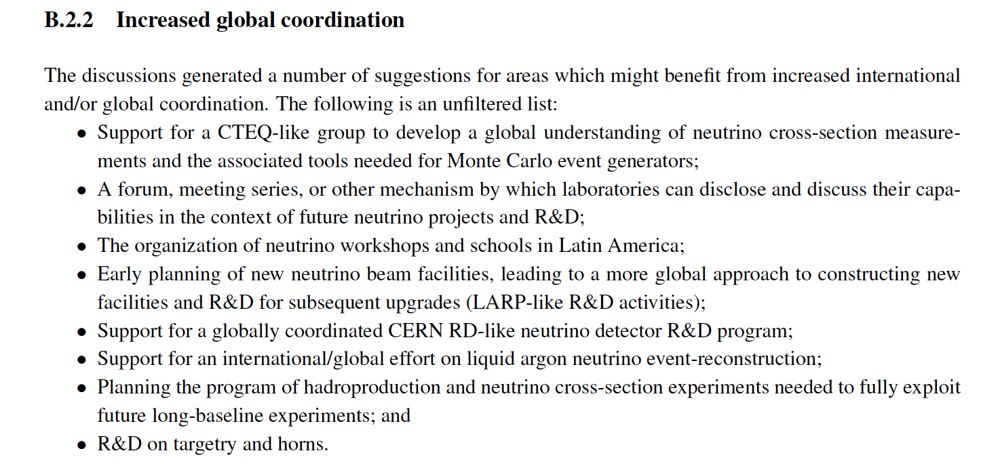 B.2.2 Increased global coordination
The discussions generated a number of suggestions for areas which might benefit from increased international
and/or global coordination. The following is an unfiltered list:
• Support for a CTEQ-like group to develop a global understanding of neutrino cross-section measure-
ments and the associated tools needed for Monte Carlo event generators;
• A forum, meeting series, or other mechanism by which laboratories can disclose and discuss their capa-
bilities in the context of future neutrino projects and R&D;
• The organization of neutrino workshops and schools in Latin America;
• Early planning of new neutrino beam facilities, leading to a more global approach to constructing new
facilities and R&D for subsequent upgrades (LARP-like R&D activities);
• Support for a globally coordinated CERN RD-like neutrino detector R&D program;
• Support for an international/global effort on liquid argon neutrino event-reconstruction;
• Planning the program of hadroproduction and neutrino cross-section experiments needed to fully exploit
future long-baseline experiments; and
• R&D on targetry and horns.